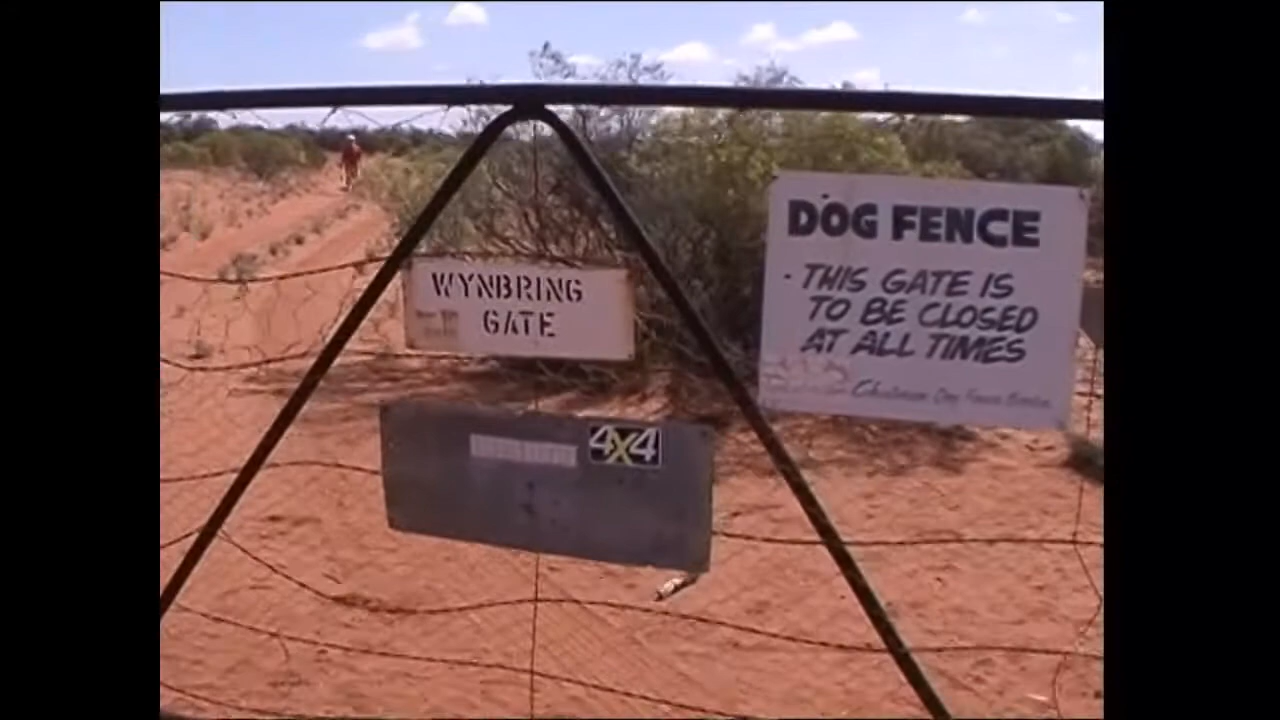 DOG FENCE
- THIS GATE IS
TO BE CLOSED
AT ALL TIMES
WYNBRING
GATE
4X4